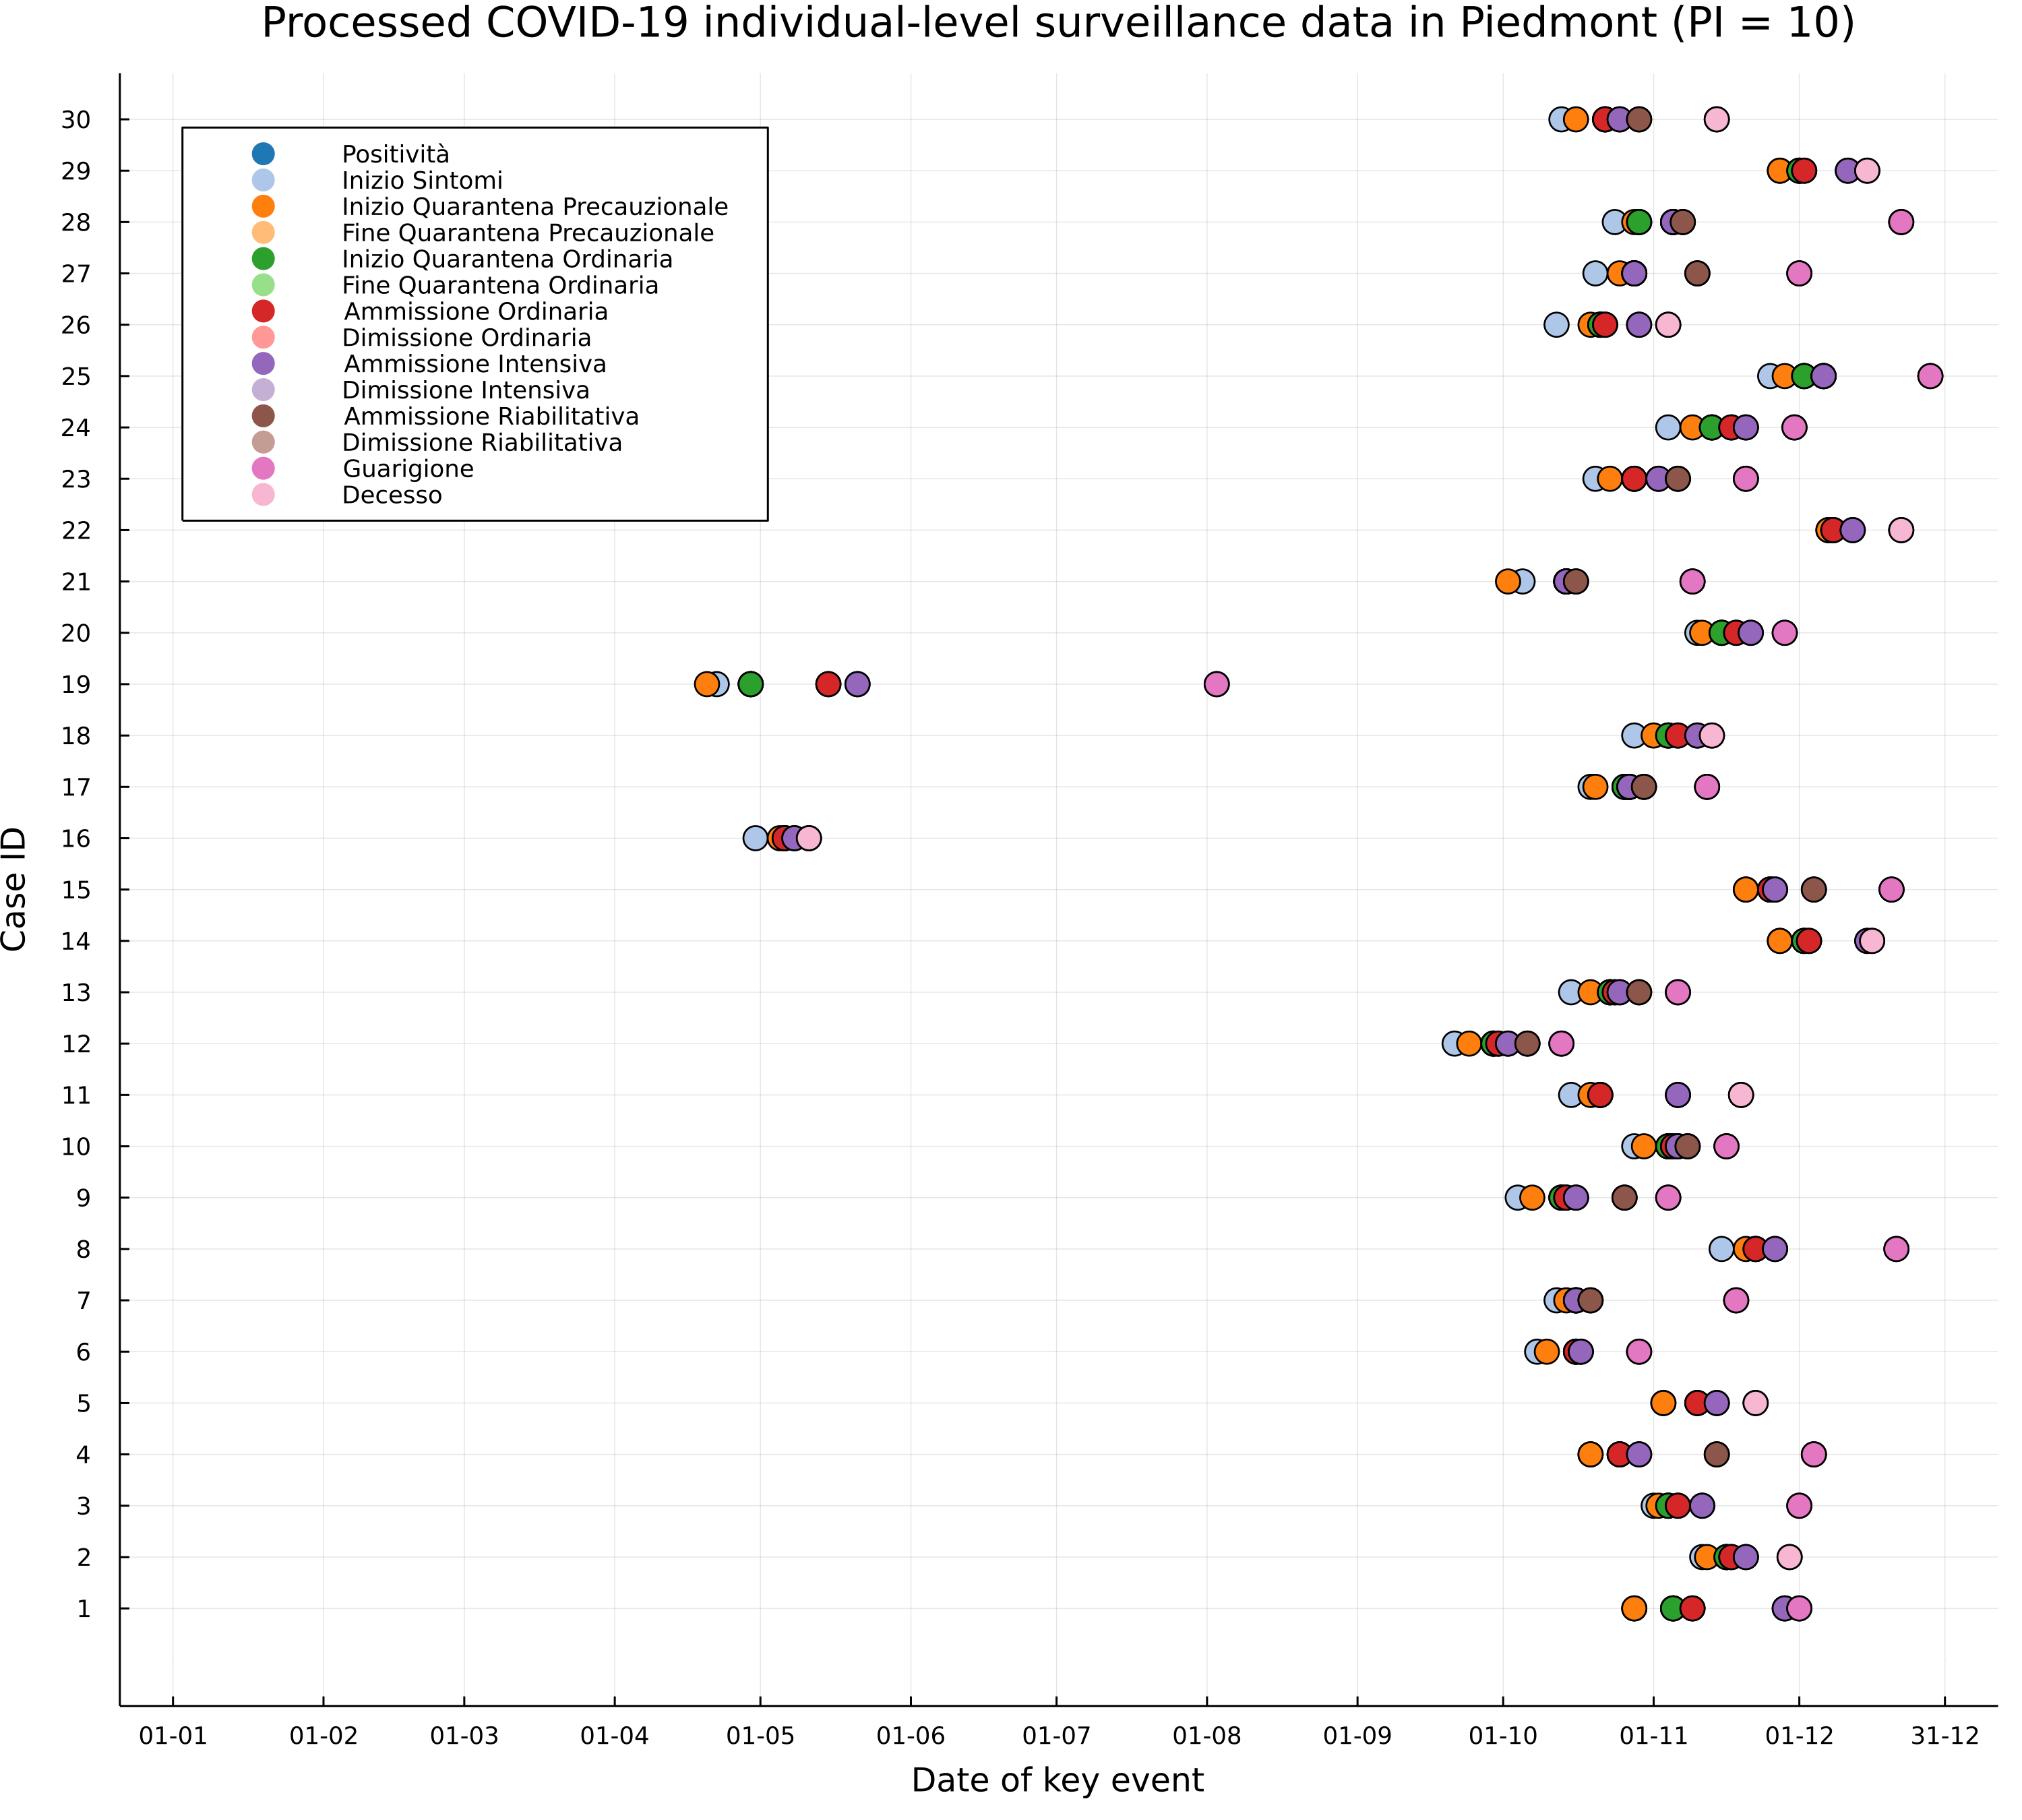 Processed COVID-19 individual-level surveillance data in Piedmont (PI = 10)
Positività
Inizio Sintomi
Inizio Quarantena Precauzionale
Fine Quarantena Precauzionale
Inizio Quarantena Ordinaria
Fine Quarantena Ordinaria
Ammissione Ordinaria
Dimissione Ordinaria
Ammissione Intensiva
Dimissione Intensiva
Ammissione Riabilitativa
Dimissione Riabilitativa
Guarigione
Decesso
Case ID
30
29
28
27
26
25
24
23
22
21
20
19
18
17
16
15
14
13
12
11
10
9
8
7
6
5
4
3
2
1
01-01 01-02 01-03 01-04 01-05 01-06 01-07 01-08 01-09 01-10 01-11 01-12 31-12
Date of key event